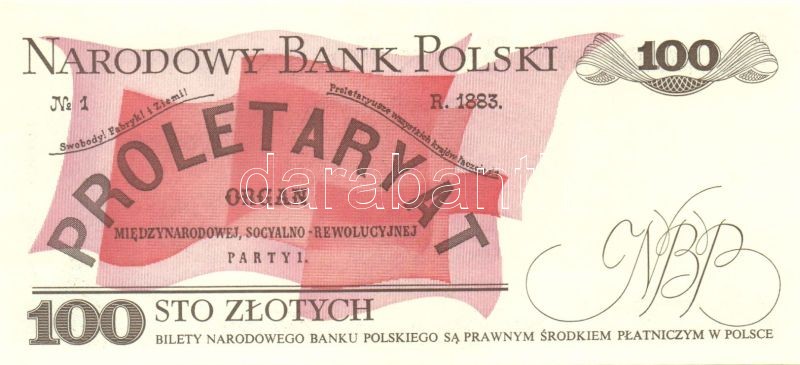 NARODOWY BANK POLSKI
100
№ 1
R. 1883.
Swobody! Fabryk! i Ziemi!
Proletaryusze wszystkich krajów łączcie się
PROLETARYAT
ORGAN
MIĘDZYNARODOWEJ, SOCYALNO-REWOLUCYJNEJ
PARTYI.
NBP
100 STO ZŁOTYCH
BILETY NARODOWEGO BANKU POLSKIEGO SĄ PRAWNYM ŚRODKIEM PŁATNICZYM W POLSCE
darabanth